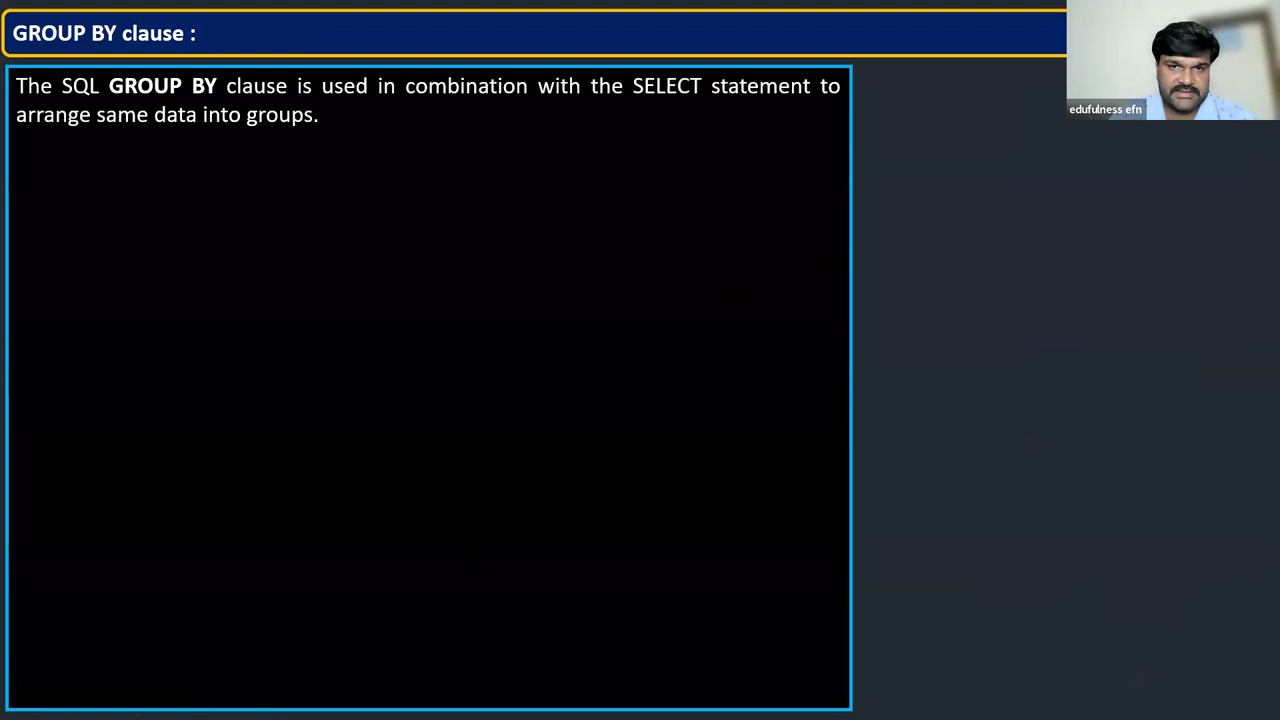 GROUP BY clause :
edufulness efn
The SQL GROUP BY clause is used in combination with the SELECT statement to
arrange same data into groups.